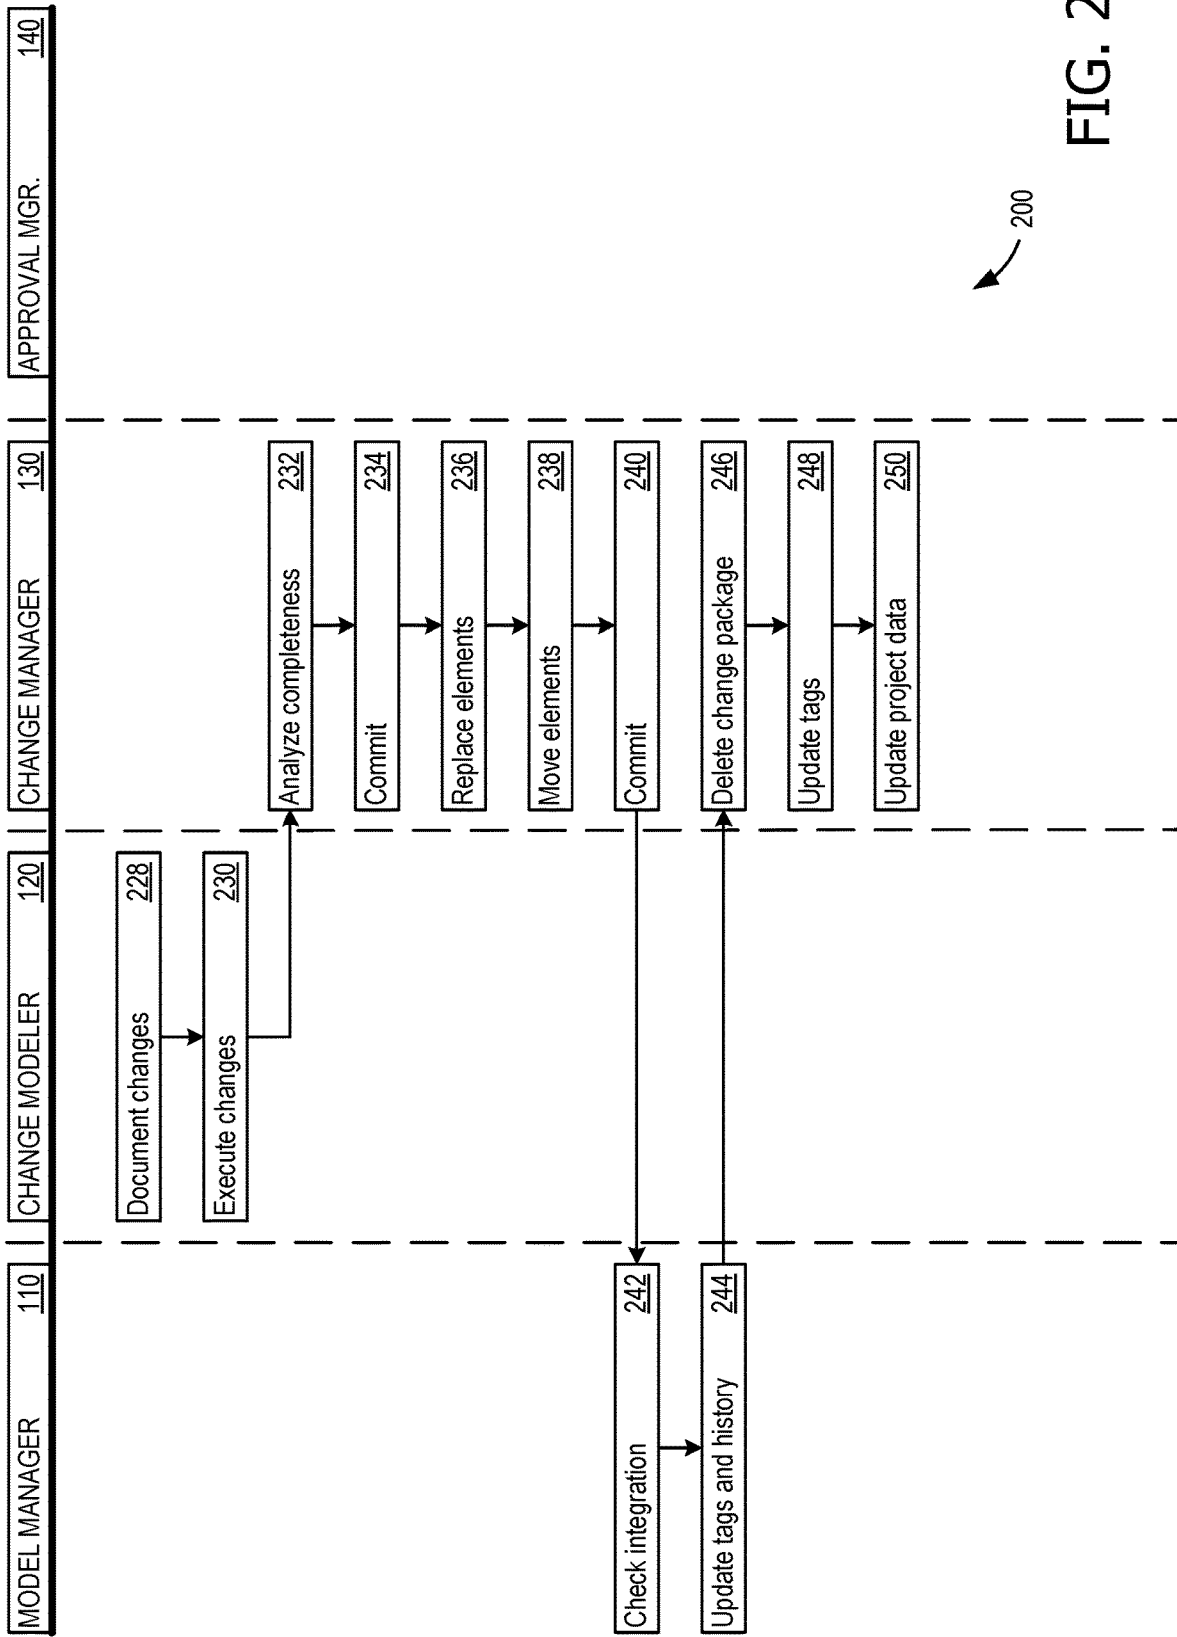 MODEL MANAGER 110
CHANGE MODELER 120
CHANGE MANAGER 130
APPROVAL MGR. 140
Document changes 228
Execute changes 230
Analyze completeness 232
Commit 234
Replace elements 236
Move elements 238
Commit 240
Check integration 242
Update tags and history 244
Delete change package 246
Update tags 248
Update project data 250
200
FIG. 2